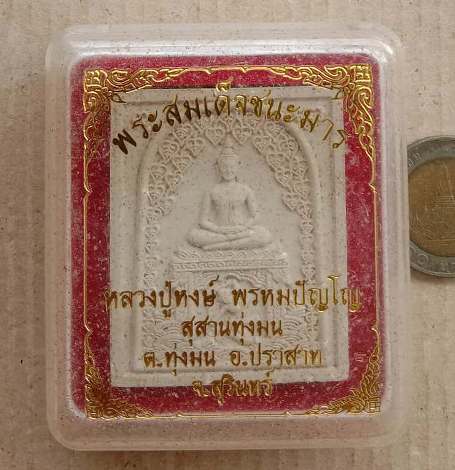 พระสมเด็จชนะมาร
หลวงปู่หงษ์ พรหมปัญโญ
สุสานทุ่งมน
ต.ทุ่งมน อ.ปราสาท
จ.สุรินทร์